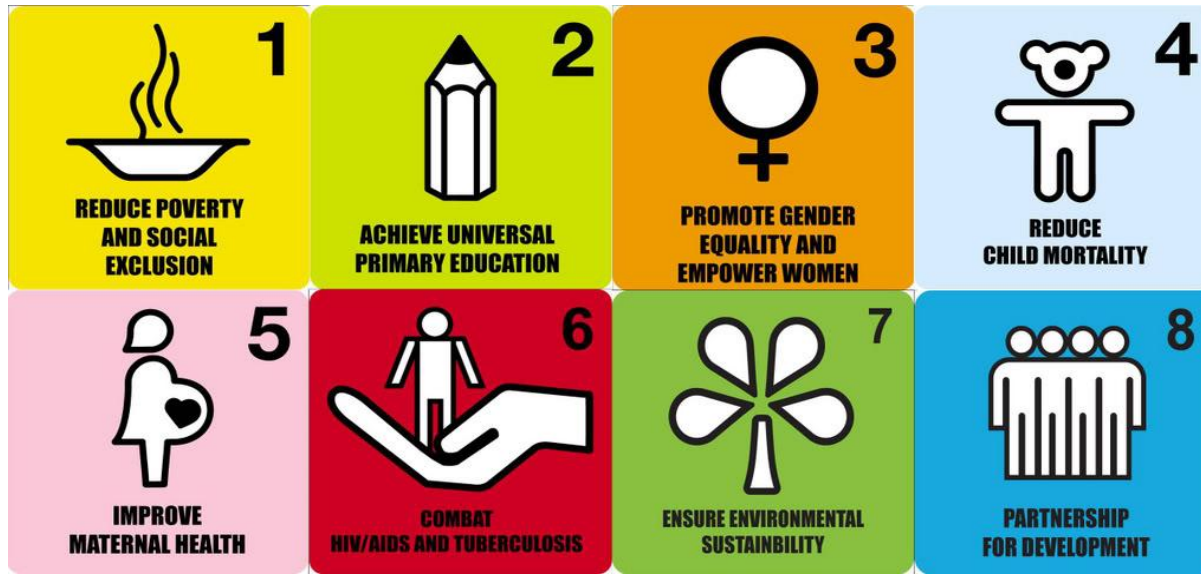 1
REDUCE POVERTY
AND SOCIAL
EXCLUSION
2
ACHIEVE UNIVERSAL
PRIMARY EDUCATION
3
PROMOTE GENDER
EQUALITY AND
EMPOWER WOMEN
4
REDUCE
CHILD MORTALITY
5
IMPROVE
MATERNAL HEALTH
6
COMBAT
HIV/AIDS AND TUBERCULOSIS
7
ENSURE ENVIRONMENTAL
SUSTAINBILITY
8
PARTNERSHIP
FOR DEVELOPMENT